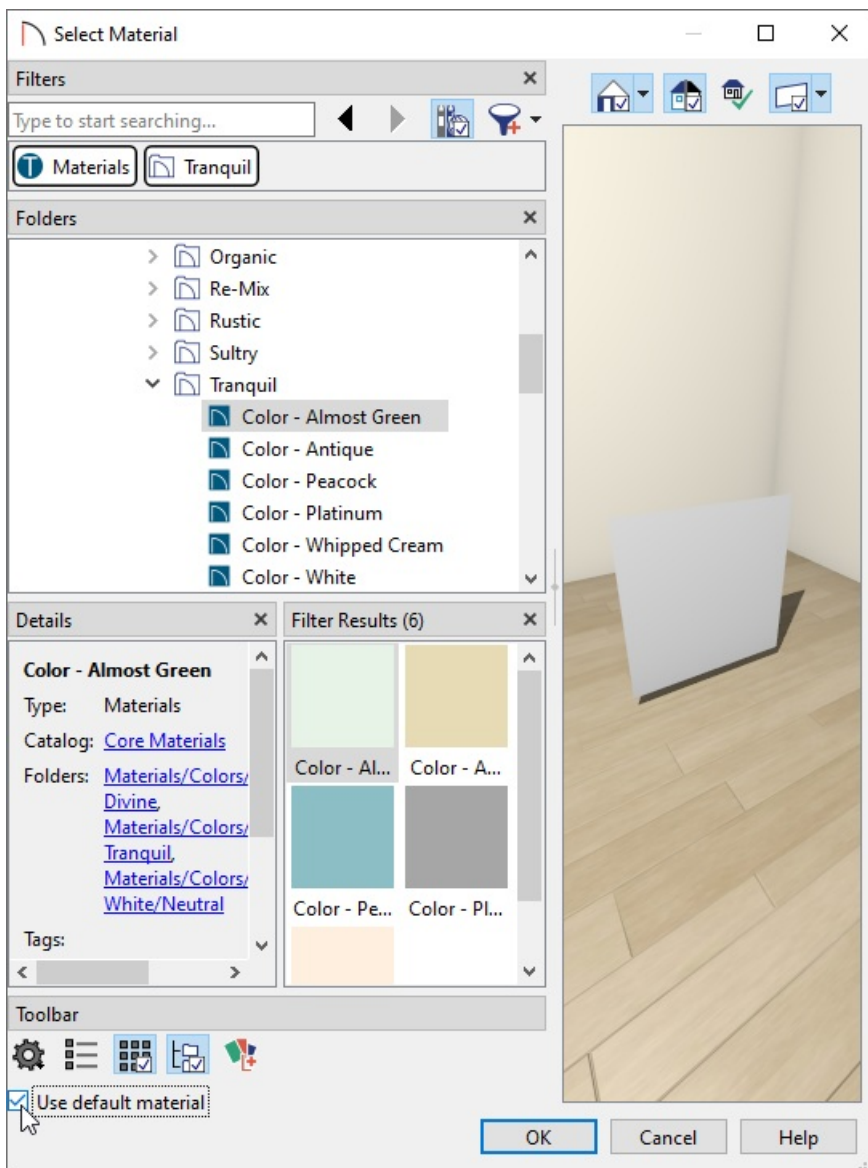 Select Material
Filters
Type to start searching...
T Materials Tranquil
Folders
Organic
Re-Mix
Rustic
Sultry
Tranquil
Color - Almost Green
Color - Antique
Color - Peacock
Color - Platinum
Color - Whipped Cream
Color - White
Details
Color - Almost Green
Type: Materials
Catalog: Core Materials
Folders: Materials/Colors/
Divine,
Materials/Colors/
Tranquil,
Materials/Colors/
White/Neutral
Tags:
Filter Results (6)
Color - Al... Color - A...
Color - Pe... Color - Pl...
Toolbar
Use default material
OK Cancel Help